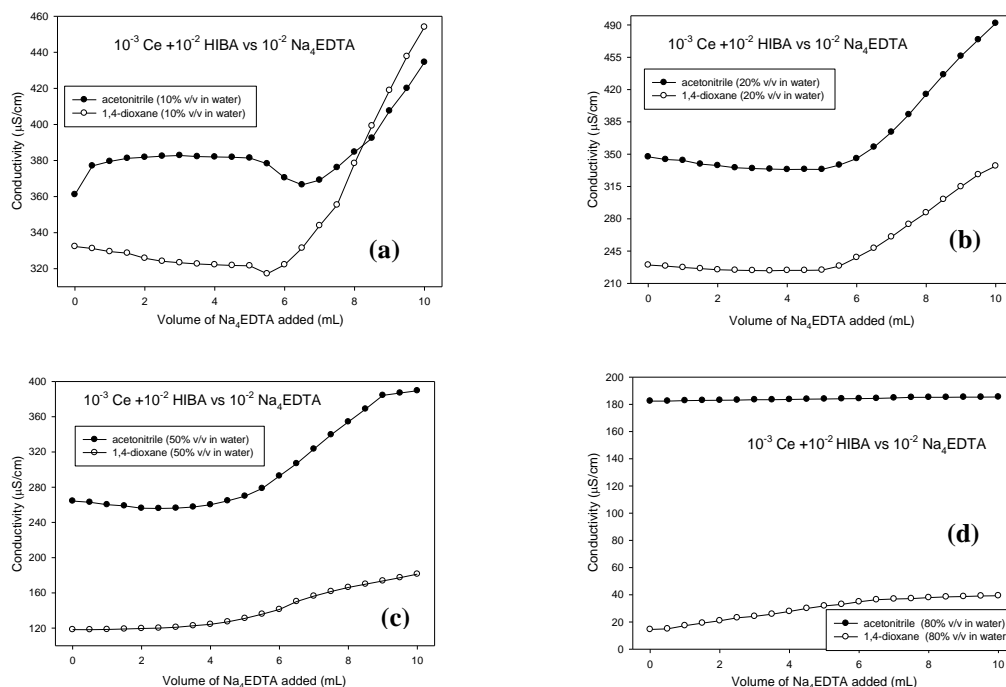 10⁻³ Ce +10⁻² HIBA vs 10⁻² Na₄EDTA
acetonitrile (10% v/v in water)
1,4-dioxane (10% v/v in water)
(a)
Conductivity (µS/cm)
460
440
420
400
380
360
340
320
0 2 4 6 8 10
Volume of Na₄EDTA added (mL)
10⁻³ Ce +10⁻² HIBA vs 10⁻² Na₄EDTA
acetonitrile (20% v/v in water)
1,4-dioxane (20% v/v in water)
(b)
Conductivity (µS/cm)
490
455
420
385
350
315
280
245
210
0 2 4 6 8 10
Volume of Na₄EDTA added (mL)
10⁻³ Ce +10⁻² HIBA vs 10⁻² Na₄EDTA
acetonitrile (50% v/v in water)
1,4-dioxane (50% v/v in water)
(c)
Conductivity (µS/cm)
400
360
320
280
240
200
160
120
0 2 4 6 8 10
Volume of Na₄EDTA added (mL)
10⁻³ Ce +10⁻² HIBA vs 10⁻² Na₄EDTA
(d)
acetonitrile (80% v/v in water)
1,4-dioxane (80% v/v in water)
Conductivity (µS/cm)
200
180
160
140
120
100
80
60
40
20
0
0 2 4 6 8 10
Volume of Na₄EDTA added (mL)